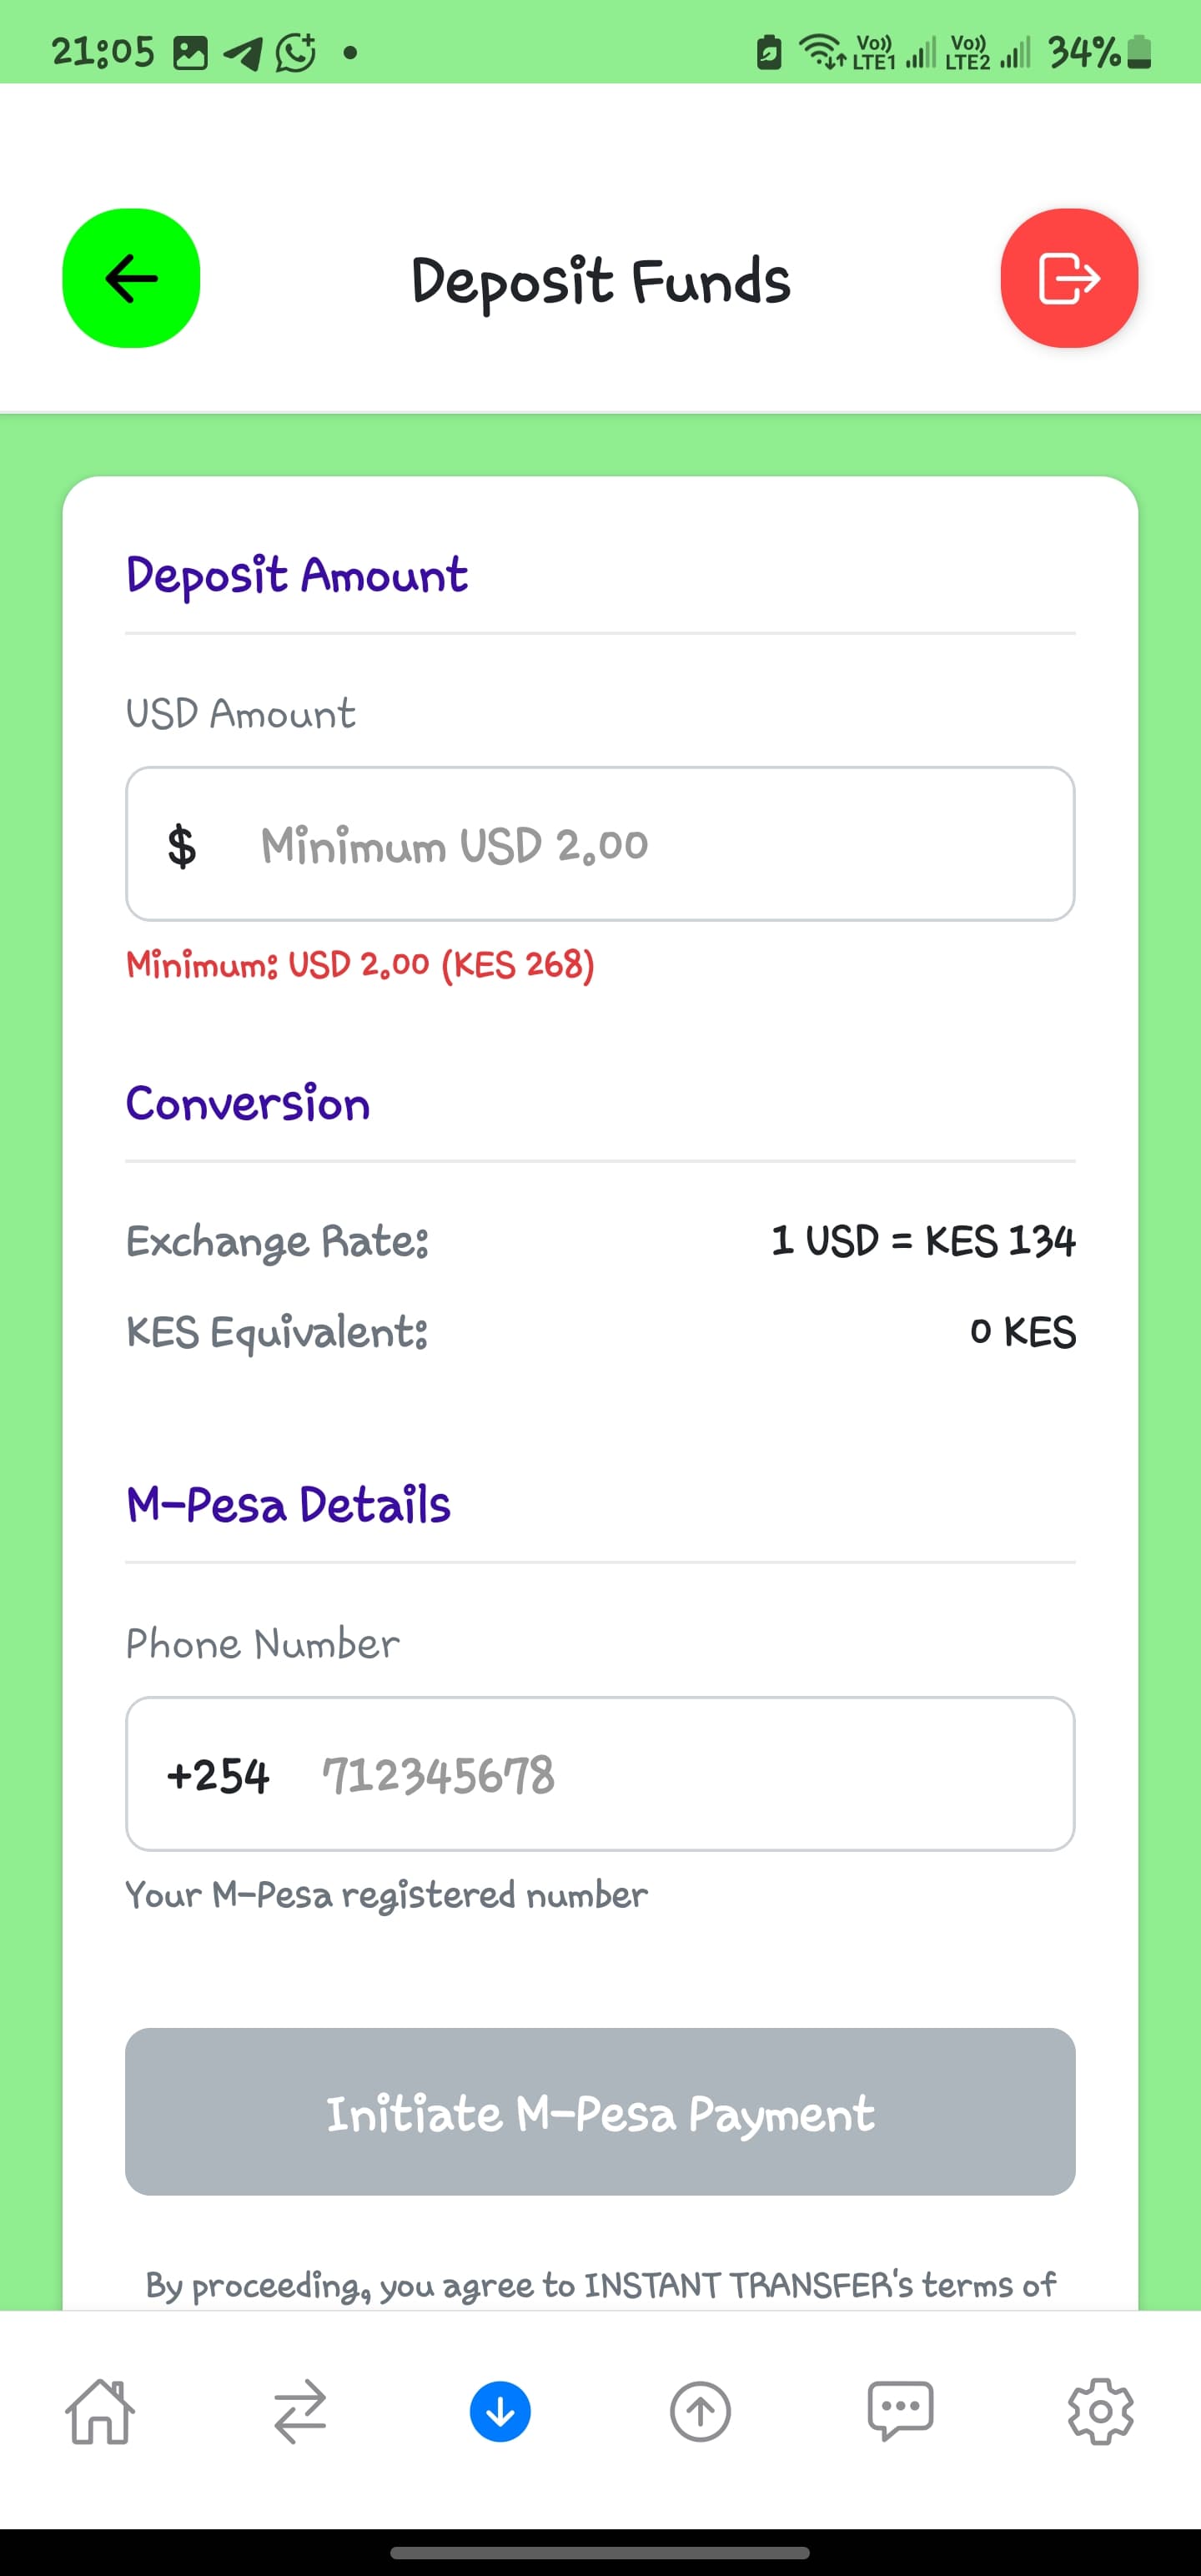 21:05
Vo)) LTE1 Vo)) LTE2 34%
Deposit Funds
Deposit Amount
USD Amount
$ Minimum USD 2.00
Minimum: USD 2.00 (KES 268)
Conversion
Exchange Rate: 1 USD = KES 134
KES Equivalent: 0 KES
M-Pesa Details
Phone Number
+254 712345678
Your M-Pesa registered number
Initiate M-Pesa Payment
By proceeding, you agree to INSTANT TRANSFER's terms of